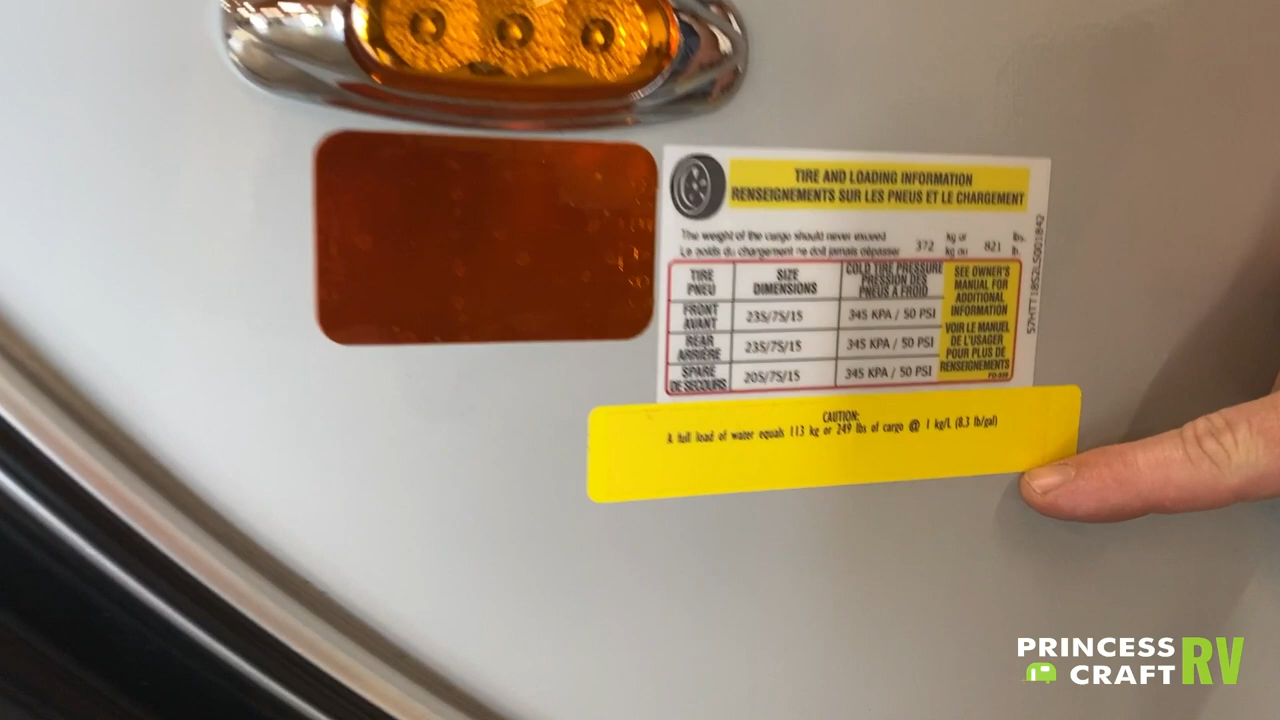 TIRE AND LOADING INFORMATION
RENSEIGNEMENTS SUR LES PNEUS ET LE CHARGEMENT
The weight of the cargo should never exceed 372 kg or 821 lbs.
Le poids du chargement ne doit jamais dépasser kg ou lb.
TIRE PNEU SIZE DIMENSIONS COLD TIRE PRESSURE PRESSION DES PNEUS A FROID
FRONT AVANT 235/75/15 345 KPA / 50 PSI
REAR ARRIÈRE 235/75/15 345 KPA / 50 PSI
SPARE DE SECOURS 205/75/15 345 KPA / 50 PSI
SEE OWNER'S
MANUAL FOR
ADDITIONAL
INFORMATION
VOIR LE MANUEL
DE L'USAGER
POUR PLUS DE
RENSEIGNEMENTS
CAUTION:
A full load of water equals 113 kg or 249 lbs of cargo @ 1 kg/L (8.3 lb/gal)
PRINCESS
CRAFT RV